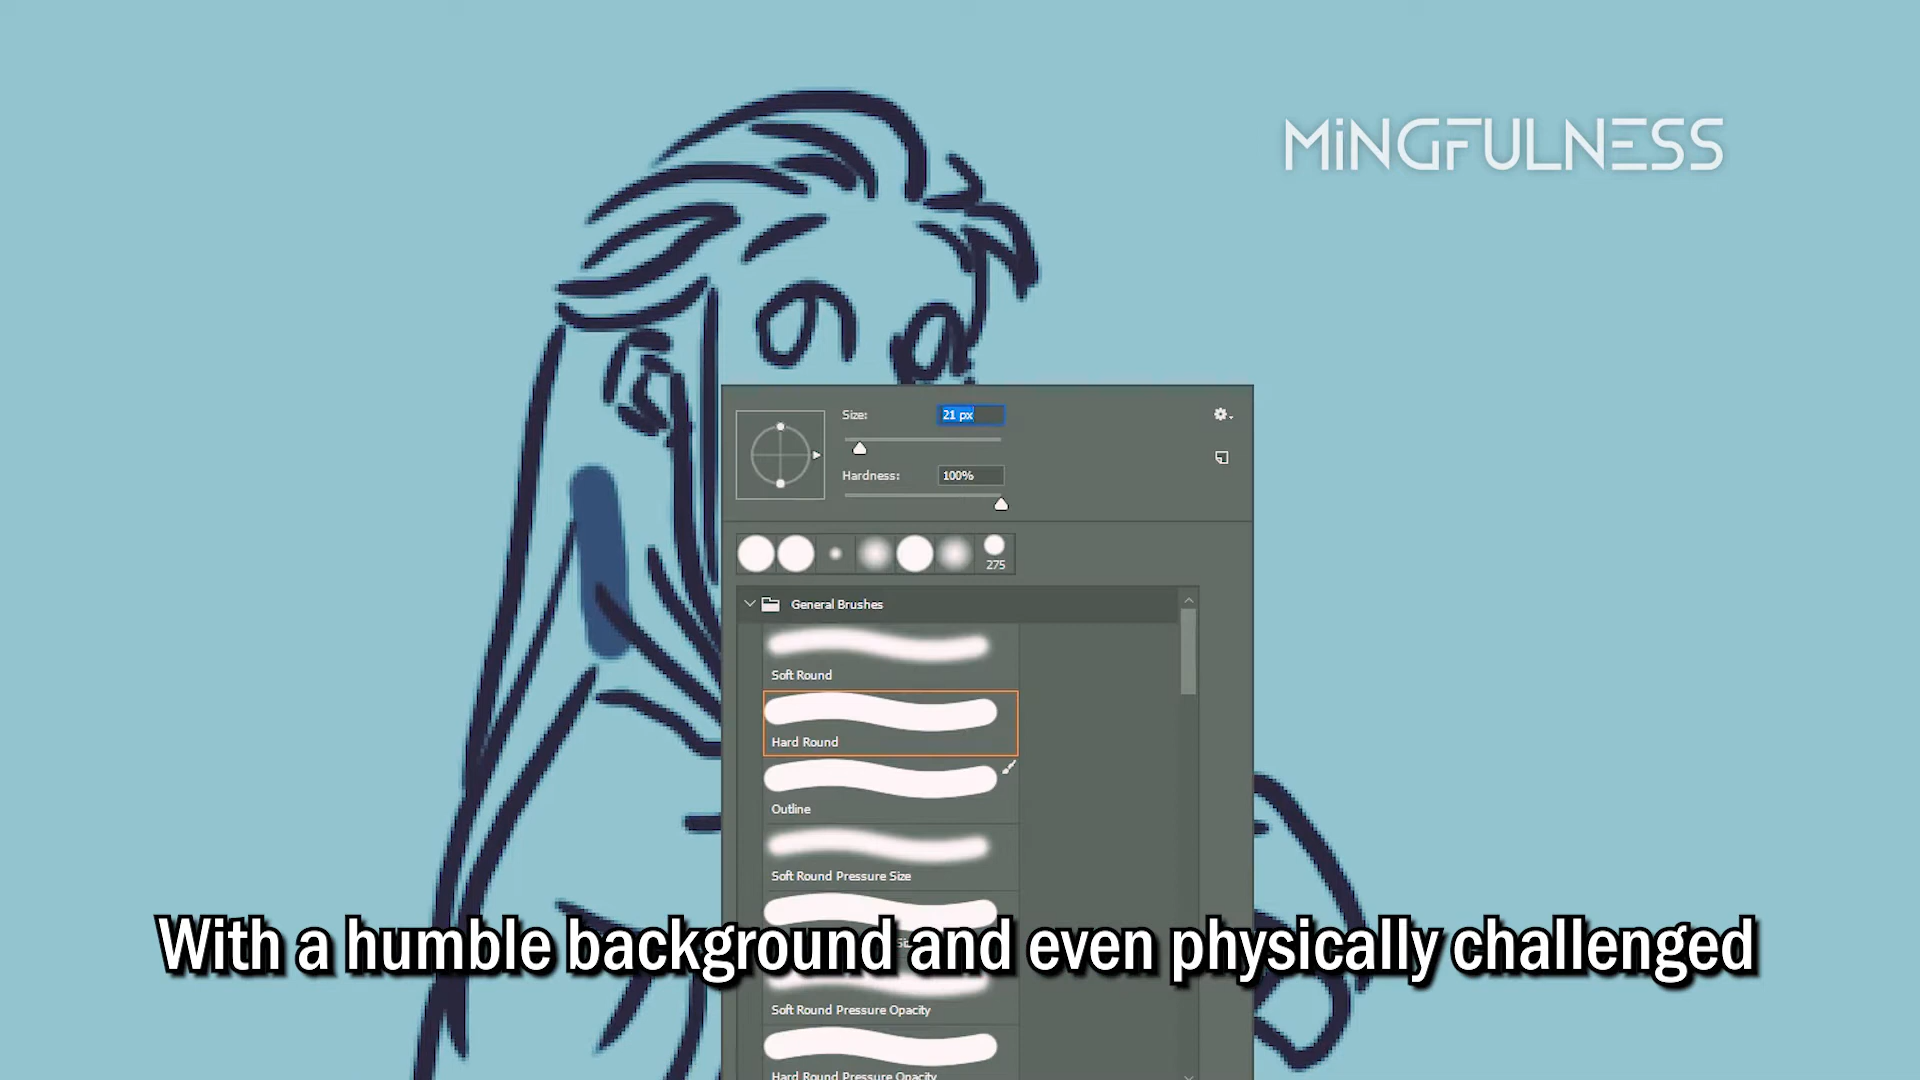 MiNGFULNESS
Size: 21 px
Hardness: 100%
275
General Brushes
Soft Round
Hard Round
Outline
Soft Round Pressure Size
With a humble background and even physically challenged
Soft Round Pressure Opacity
Hard Round Pressure Opacity